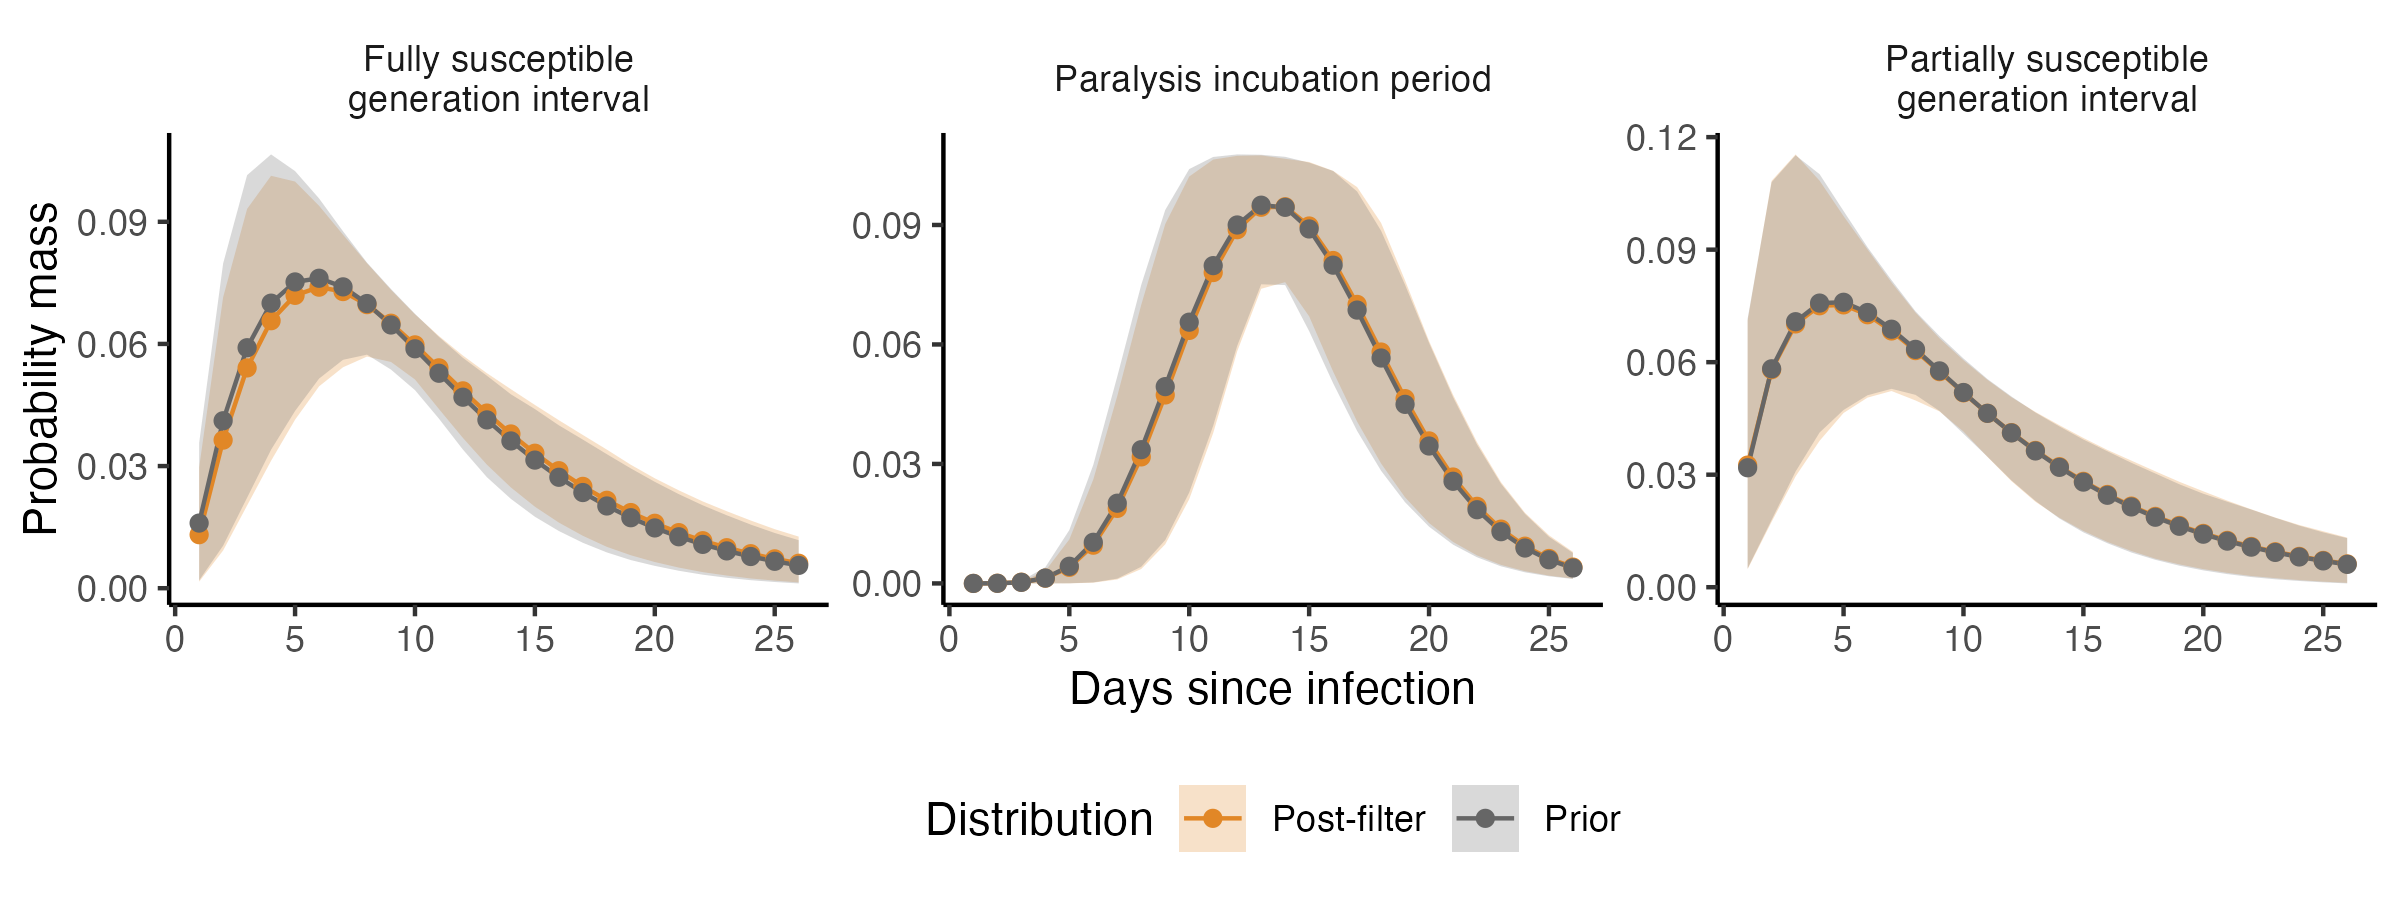 Fully susceptible
generation interval
Paralysis incubation period
Partially susceptible
generation interval
Probability mass
0.09
0.06
0.03
0.00
0 5 10 15 20 25
0.09
0.06
0.03
0.00
0 5 10 15 20 25
0.12
0.09
0.06
0.03
0.00
0 5 10 15 20 25
Days since infection
Distribution Post-filter Prior